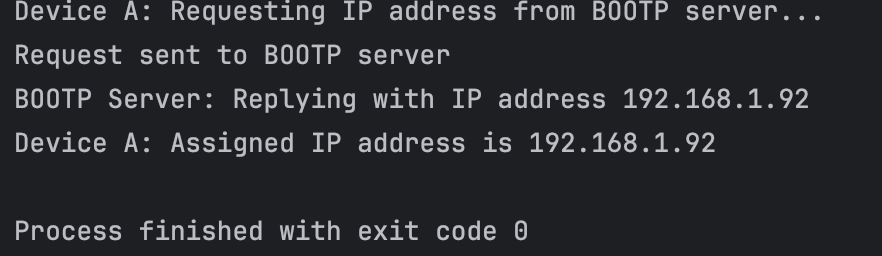 Device A: Requesting IP address from BOOTP server...
Request sent to BOOTP server
BOOTP Server: Replying with IP address 192.168.1.92
Device A: Assigned IP address is 192.168.1.92
Process finished with exit code 0